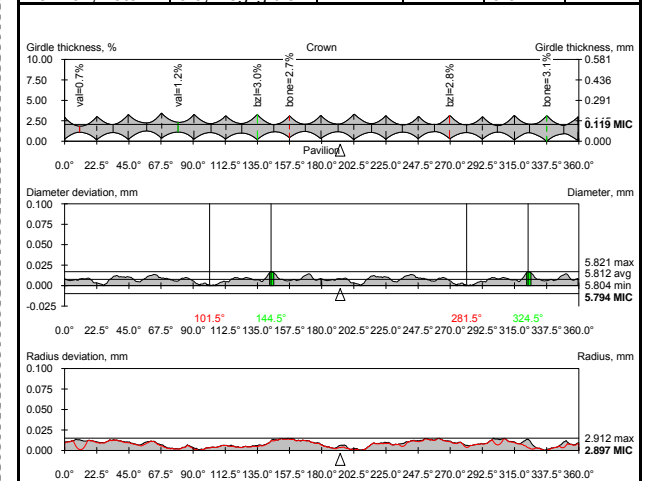 Girdle thickness, % Crown Girdle thickness, mm
10.00 0.581
7.50 0.436
5.00 0.291
2.50
0.119 MIC
0.00 0.000
val=0.7% val=1.2% bzl=3.0% bone=2.7% bzl=2.8% bone=3.1%
Pavilion
0.0° 22.5° 45.0° 67.5° 90.0° 112.5° 135.0° 157.5° 180.0° 202.5° 225.0° 247.5° 270.0° 292.5° 315.0° 337.5° 360.0°
Diameter deviation, mm Diameter, mm
0.100
0.075
0.050
0.025 5.821 max
5.812 avg
0.000 5.804 min
5.794 MIC
-0.025
101.5° 144.5° 281.5° 324.5°
0.0° 22.5° 45.0° 67.5° 90.0° 112.5° 135.0° 157.5° 180.0° 202.5° 225.0° 247.5° 270.0° 292.5° 315.0° 337.5° 360.0°
Radius deviation, mm Radius, mm
0.100
0.075
0.050
0.025
2.912 max
0.000 2.897 MIC
0.0° 22.5° 45.0° 67.5° 90.0° 112.5° 135.0° 157.5° 180.0° 202.5° 225.0° 247.5° 270.0° 292.5° 315.0° 337.5° 360.0°